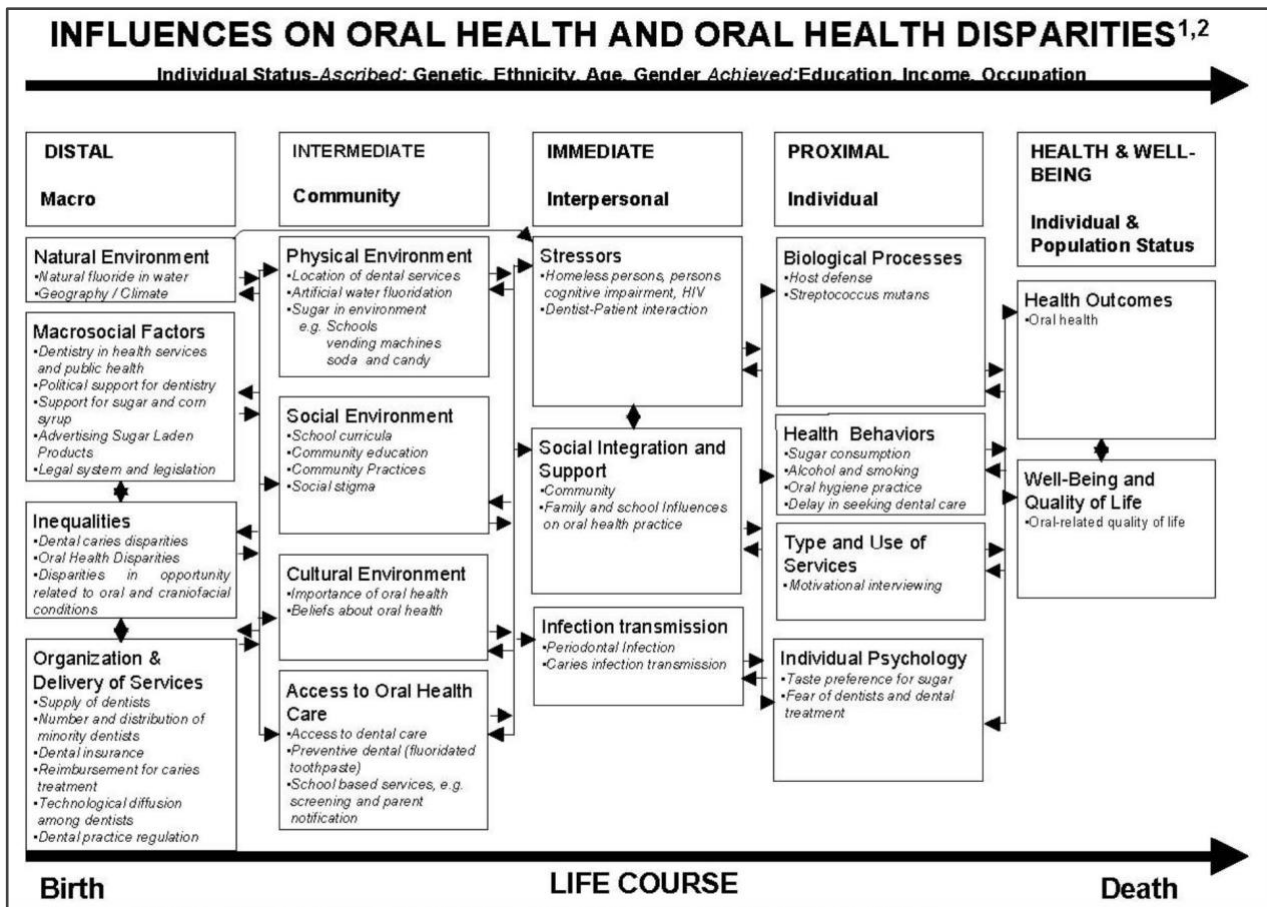 INFLUENCES ON ORAL HEALTH AND ORAL HEALTH DISPARITIES1,2
Individual Status-Ascribed: Genetic, Ethnicity, Age, Gender Achieved:Education, Income, Occupation
DISTAL
Macro
Natural Environment
•Natural fluoride in water
•Geography / Climate
Macrosocial Factors
•Dentistry in health services
and public health
•Political support for dentistry
•Support for sugar and corn
syrup
•Advertising Sugar Laden
Products
•Legal system and legislation
Inequalities
•Dental caries disparities
•Oral Health Disparities
•Disparities in opportunity
related to oral and craniofacial
conditions
Organization &
Delivery of Services
•Supply of dentists
•Number and distribution of
minority dentists
•Dental insurance
•Reimbursement for caries
treatment
•Technological diffusion
among dentists
•Dental practice regulation
INTERMEDIATE
Community
Physical Environment
•Location of dental services
•Artificial water fluoridation
•Sugar in environment
e.g. Schools
vending machines
soda and candy
Social Environment
•School curricula
•Community education
•Community Practices
•Social stigma
Cultural Environment
•Importance of oral health
•Beliefs about oral health
Access to Oral Health
Care
•Access to dental care
•Preventive dental (fluoridated
toothpaste)
•School based services, e.g.
screening and parent
notification
IMMEDIATE
Interpersonal
Stressors
•Homeless persons, persons
cognitive impairment, HIV
•Dentist-Patient interaction
Social Integration and
Support
•Community
•Family and school Influences
on oral health practice
Infection transmission
•Periodontal Infection
•Caries infection transmission
PROXIMAL
Individual
Biological Processes
•Host defense
•Streptococcus mutans
Health Behaviors
•Sugar consumption
•Alcohol and smoking
•Oral hygiene practice
•Delay in seeking dental care
Type and Use of
Services
•Motivational interviewing
Individual Psychology
•Taste preference for sugar
•Fear of dentists and dental
treatment
HEALTH & WELL-
BEING
Individual &
Population Status
Health Outcomes
•Oral health
Well-Being and
Quality of Life
•Oral-related quality of life
Birth
LIFE COURSE
Death